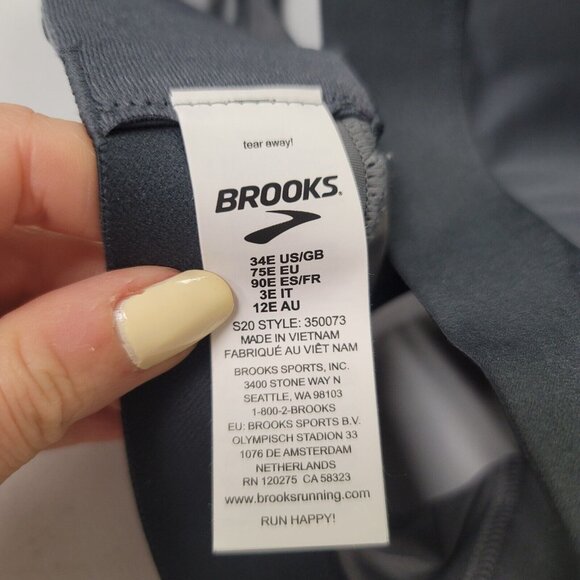 tear away!
BROOKS®
34E US/GB
75E EU
90E ES/FR
3E IT
12E AU
S20 STYLE: 350073
MADE IN VIETNAM
FABRIQUÉ AU VIÊT NAM
BROOKS SPORTS, INC.
3400 STONE WAY N
SEATTLE, WA 98103
1-800-2-BROOKS
EU: BROOKS SPORTS B.V.
OLYMPISCH STADION 33
1076 DE AMSTERDAM
NETHERLANDS
RN 120275 CA 58323
www.brooksrunning.com
RUN HAPPY!